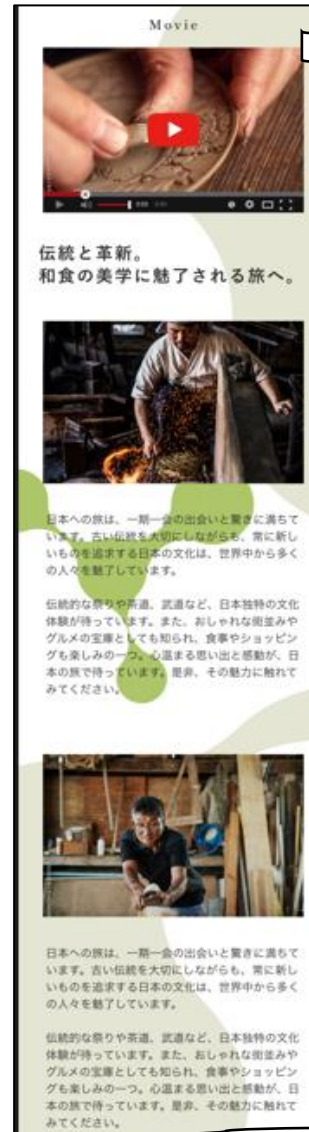 Movie
伝統と革新。
和食の美学に魅了される旅へ。
日本への旅は、一期一会の出会いと驚きに満ちて
います。古い伝統を大切にしながらも、常に新し
いものを追求する日本の文化は、世界中から多く
の人々を魅了しています。
伝統的な祭りや茶道、武道など、日本独特の文化
体験が待っています。また、おしゃれな街並みや
グルメの宝庫としても知られ、食事やショッピン
グも楽しみの一つ。心温まる思い出と感動が、日
本の旅で待っています。是非、その魅力に触れて
みてください。
日本への旅は、一期一会の出会いと驚きに満ちて
います。古い伝統を大切にしながらも、常に新し
いものを追求する日本の文化は、世界中から多く
の人々を魅了しています。
伝統的な祭りや茶道、武道など、日本独特の文化
体験が待っています。また、おしゃれな街並みや
グルメの宝庫としても知られ、食事やショッピン
グも楽しみの一つ。心温まる思い出と感動が、日
本の旅で待っています。是非、その魅力に触れて
みてください。